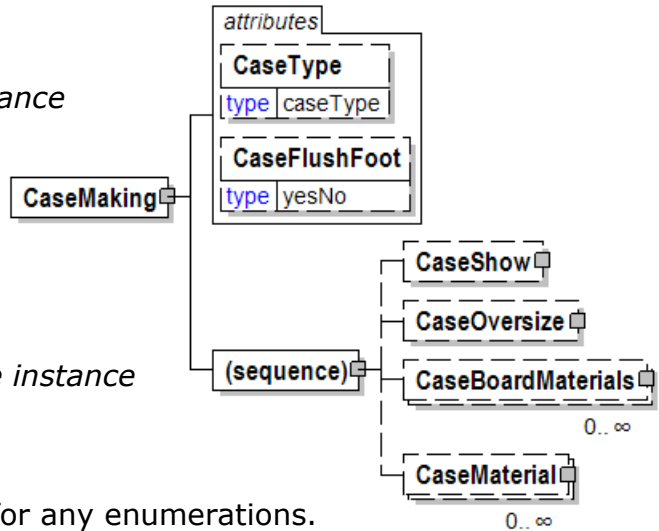 attributes
CaseType
type caseType
ance
CaseFlushFoot
type yesNo
CaseMaking
CaseShow
CaseOversize
(sequence)
e instance
CaseBoardMaterials
0.. ∞
CaseMaterial
or any enumerations.
0.. ∞